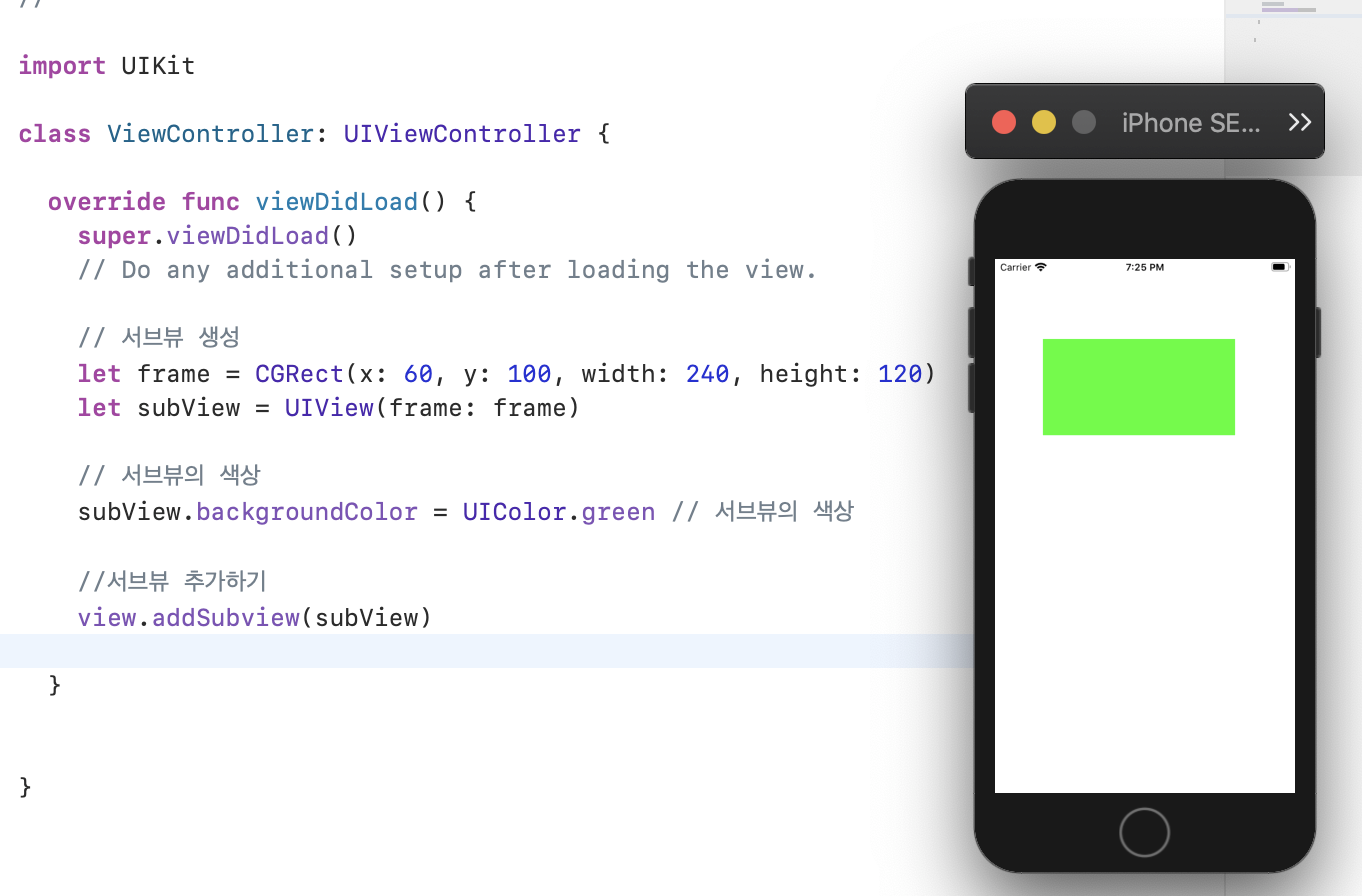 //
import UIKit
class ViewController: UIViewController {
override func viewDidLoad() {
super.viewDidLoad()
// Do any additional setup after loading the view.
// 서브뷰 생성
let frame = CGRect(x: 60, y: 100, width: 240, height: 120)
let subView = UIView(frame: frame)
// 서브뷰의 색상
subView.backgroundColor = UIColor.green // 서브뷰의 색상
//서브뷰 추가하기
view.addSubview(subView)
}
}
iPhone SE...
Carrier 7:25 PM